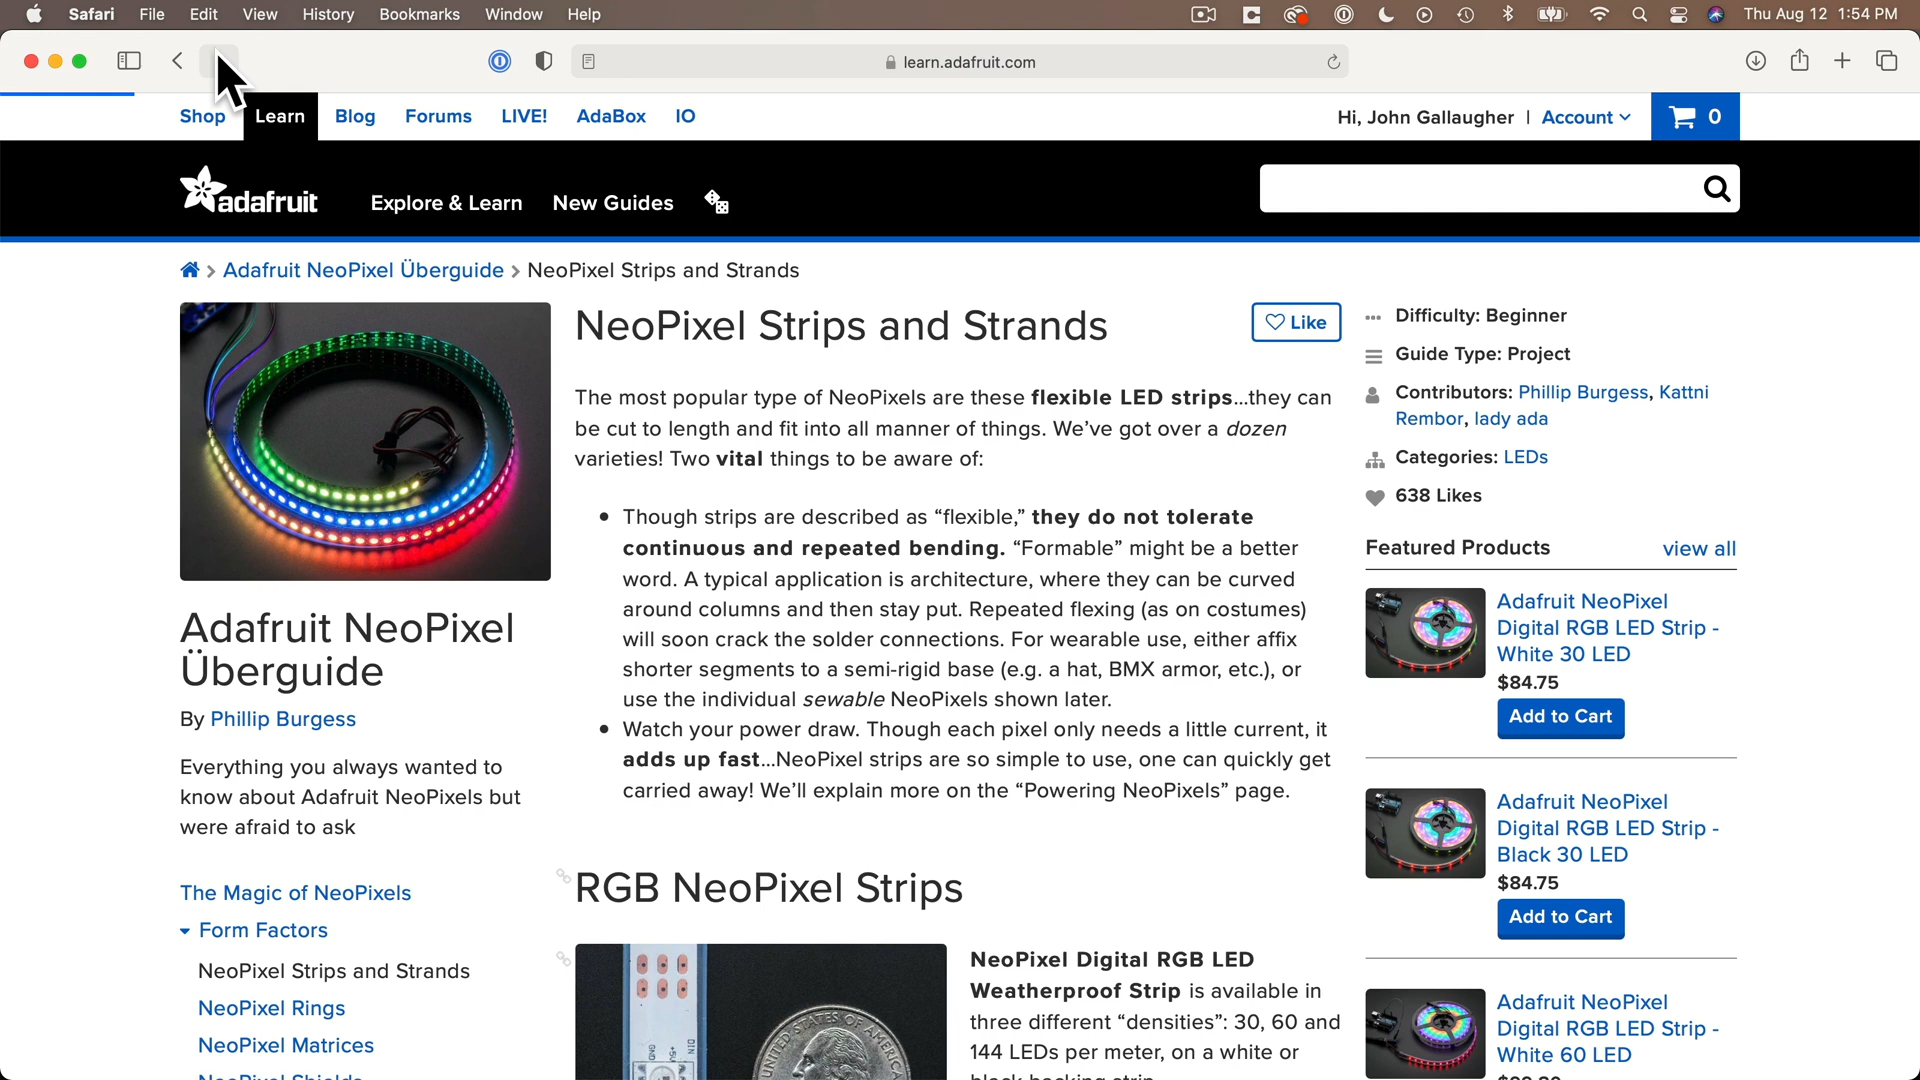 Safari File Edit View History Bookmarks Window Help Thu Aug 12 1:54 PM
learn.adafruit.com
Shop Learn Blog Forums LIVE! AdaBox IO Hi, John Gallaugher | Account 0
adafruit Explore & Learn New Guides
Adafruit NeoPixel Überguide > NeoPixel Strips and Strands
Adafruit NeoPixel
Überguide
By Phillip Burgess
Everything you always wanted to
know about Adafruit NeoPixels but
were afraid to ask
The Magic of NeoPixels
Form Factors
NeoPixel Strips and Strands
NeoPixel Rings
NeoPixel Matrices
NeoPixel Shields
NeoPixel Strips and Strands
Like
The most popular type of NeoPixels are these flexible LED strips...they can
be cut to length and fit into all manner of things. We’ve got over a dozen
varieties! Two vital things to be aware of:
• Though strips are described as “flexible,” they do not tolerate
continuous and repeated bending. “Formable” might be a better
word. A typical application is architecture, where they can be curved
around columns and then stay put. Repeated flexing (as on costumes)
will soon crack the solder connections. For wearable use, either affix
shorter segments to a semi-rigid base (e.g. a hat, BMX armor, etc.), or
use the individual sewable NeoPixels shown later.
• Watch your power draw. Though each pixel only needs a little current, it
adds up fast...NeoPixel strips are so simple to use, one can quickly get
carried away! We’ll explain more on the “Powering NeoPixels” page.
RGB NeoPixel Strips
GND +5V DIN
UNITED STATES OF AMERICA
NeoPixel Digital RGB LED
Weatherproof Strip is available in
three different “densities”: 30, 60 and
144 LEDs per meter, on a white or
black backing strip.
Difficulty: Beginner
Guide Type: Project
Contributors: Phillip Burgess, Kattni
Rembor, lady ada
Categories: LEDs
638 Likes
Featured Products view all
Adafruit NeoPixel
Digital RGB LED Strip -
White 30 LED
$84.75
Add to Cart
Adafruit NeoPixel
Digital RGB LED Strip -
Black 30 LED
$84.75
Add to Cart
Adafruit NeoPixel
Digital RGB LED Strip -
White 60 LED